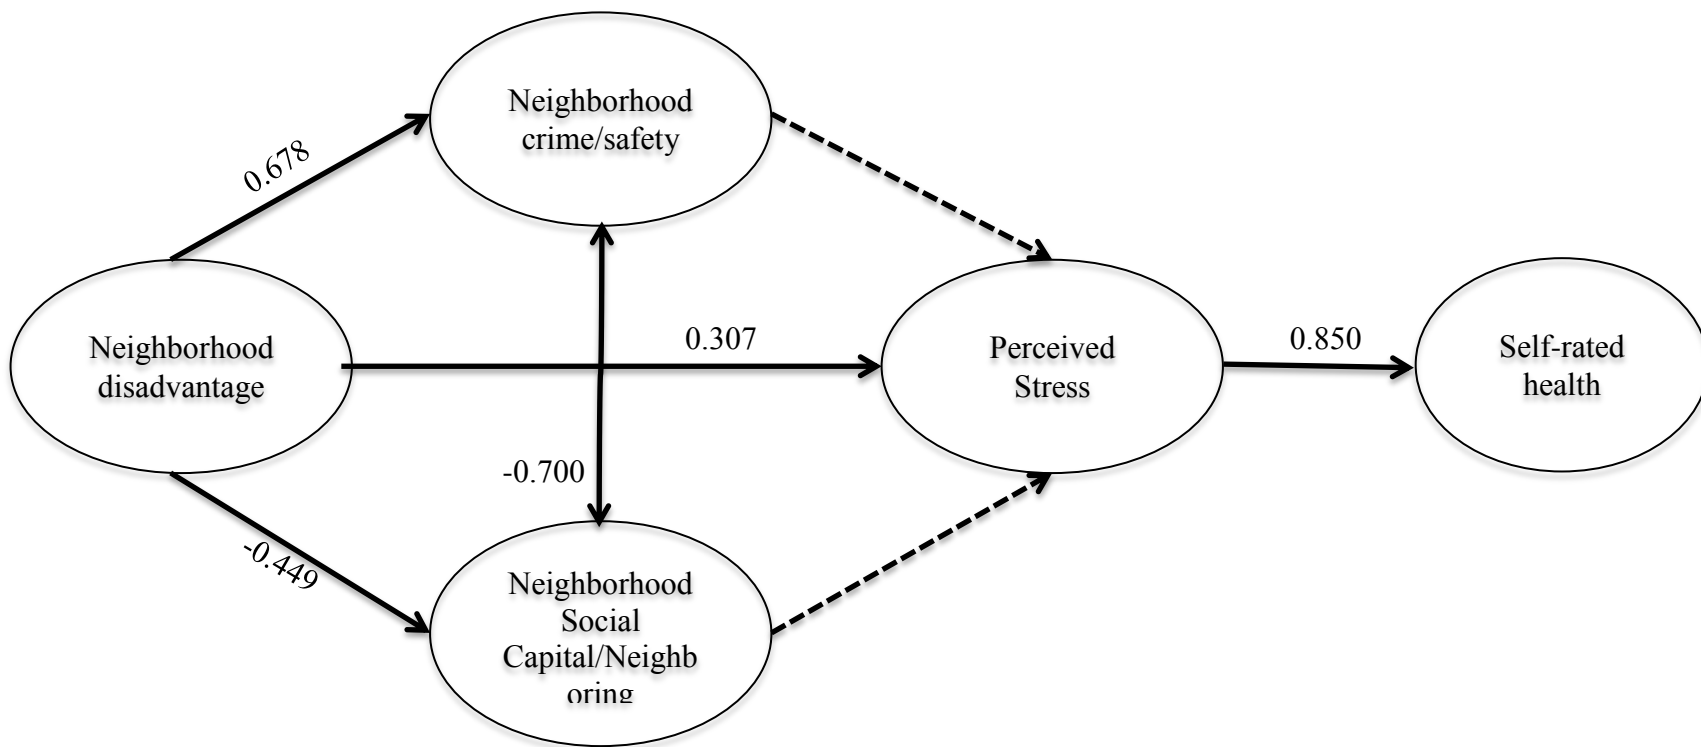 Neighborhood
crime/safety
0.678
Neighborhood
disadvantage
0.307
Perceived
Stress
0.850
Self-rated
health
-0.700
-0.449
Neighborhood
Social
Capital/Neighb
oring